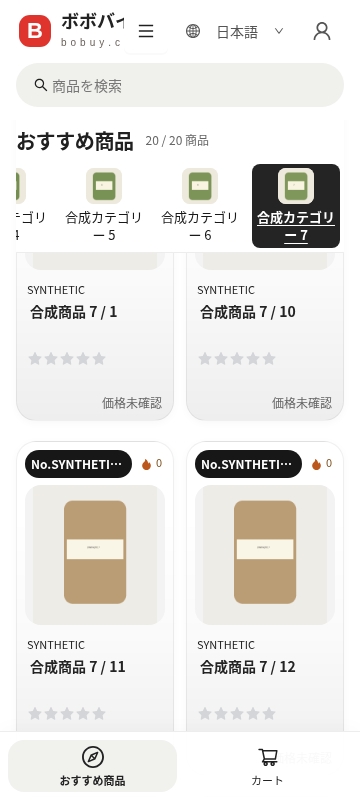 B
ボボバイ
bobuy.c
日本語
商品を検索
おすすめ商品
20 / 20 商品
合成カテゴリ
ー 5
合成カテゴリ
ー 6
合成カテゴリ
ー 7
SYNTHETIC
合成商品 7 / 1
価格未確認
SYNTHETIC
合成商品 7 / 10
価格未確認
No.SYNTHETI…
0
No.SYNTHETI…
0
SYNTHETIC
合成商品 7 / 11
SYNTHETIC
合成商品 7 / 12
おすすめ商品
カート